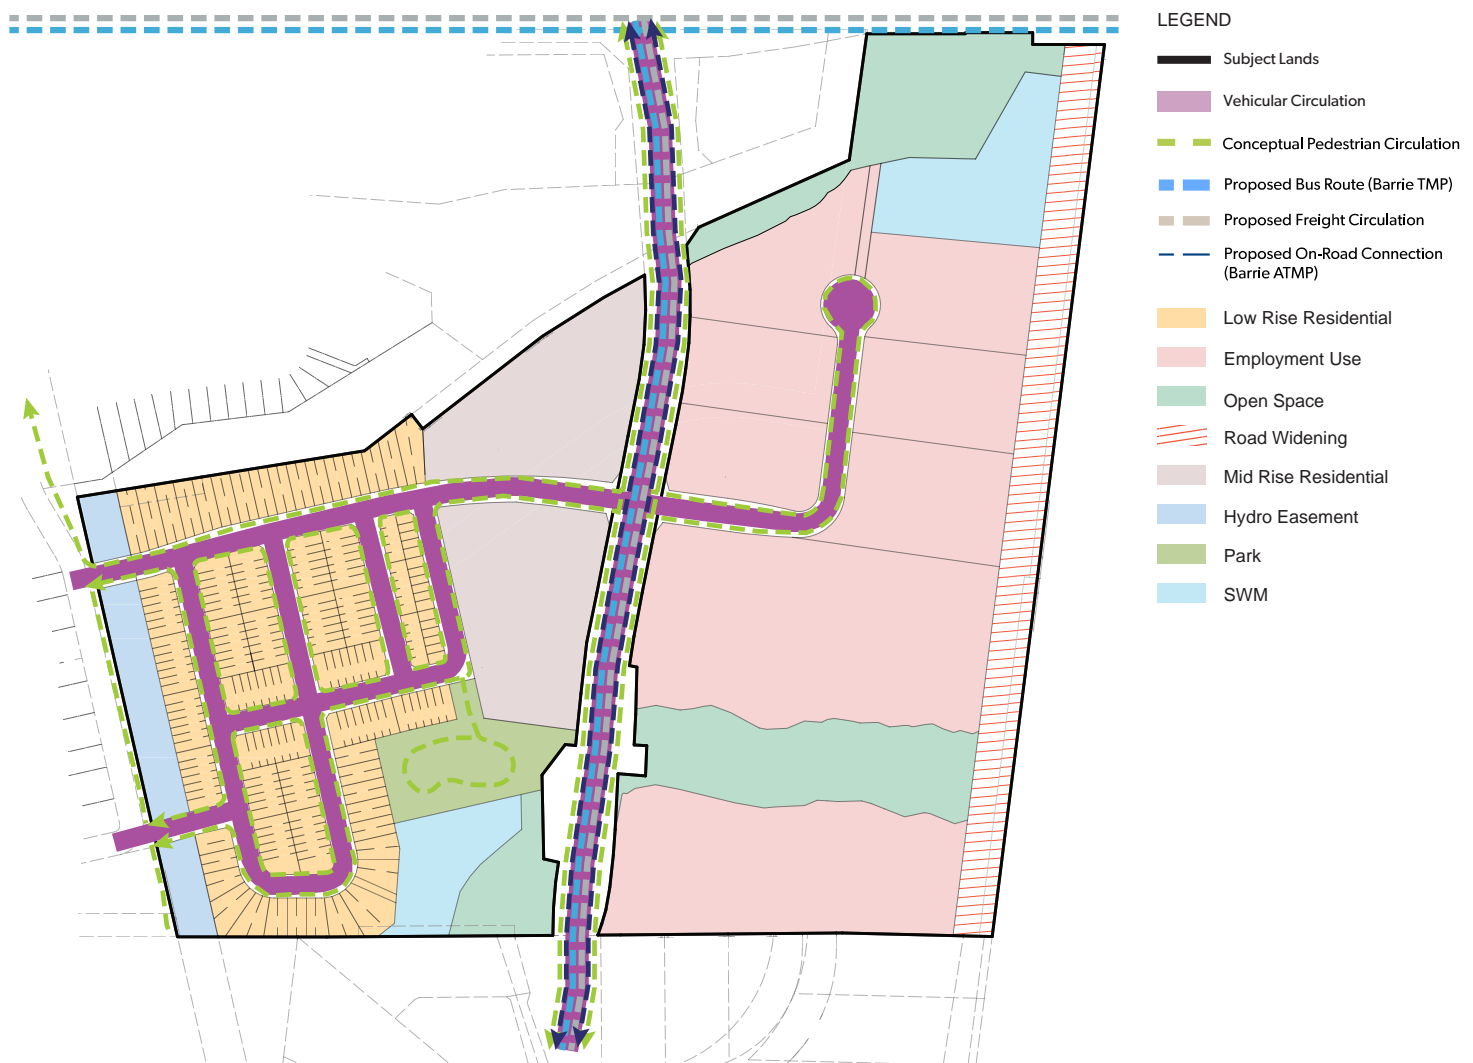 LEGEND
Subject Lands
Vehicular Circulation
Conceptual Pedestrian Circulation
Proposed Bus Route (Barrie TMP)
Proposed Freight Circulation
Proposed On-Road Connection
(Barrie ATMP)
Low Rise Residential
Employment Use
Open Space
Road Widening
Mid Rise Residential
Hydro Easement
Park
SWM